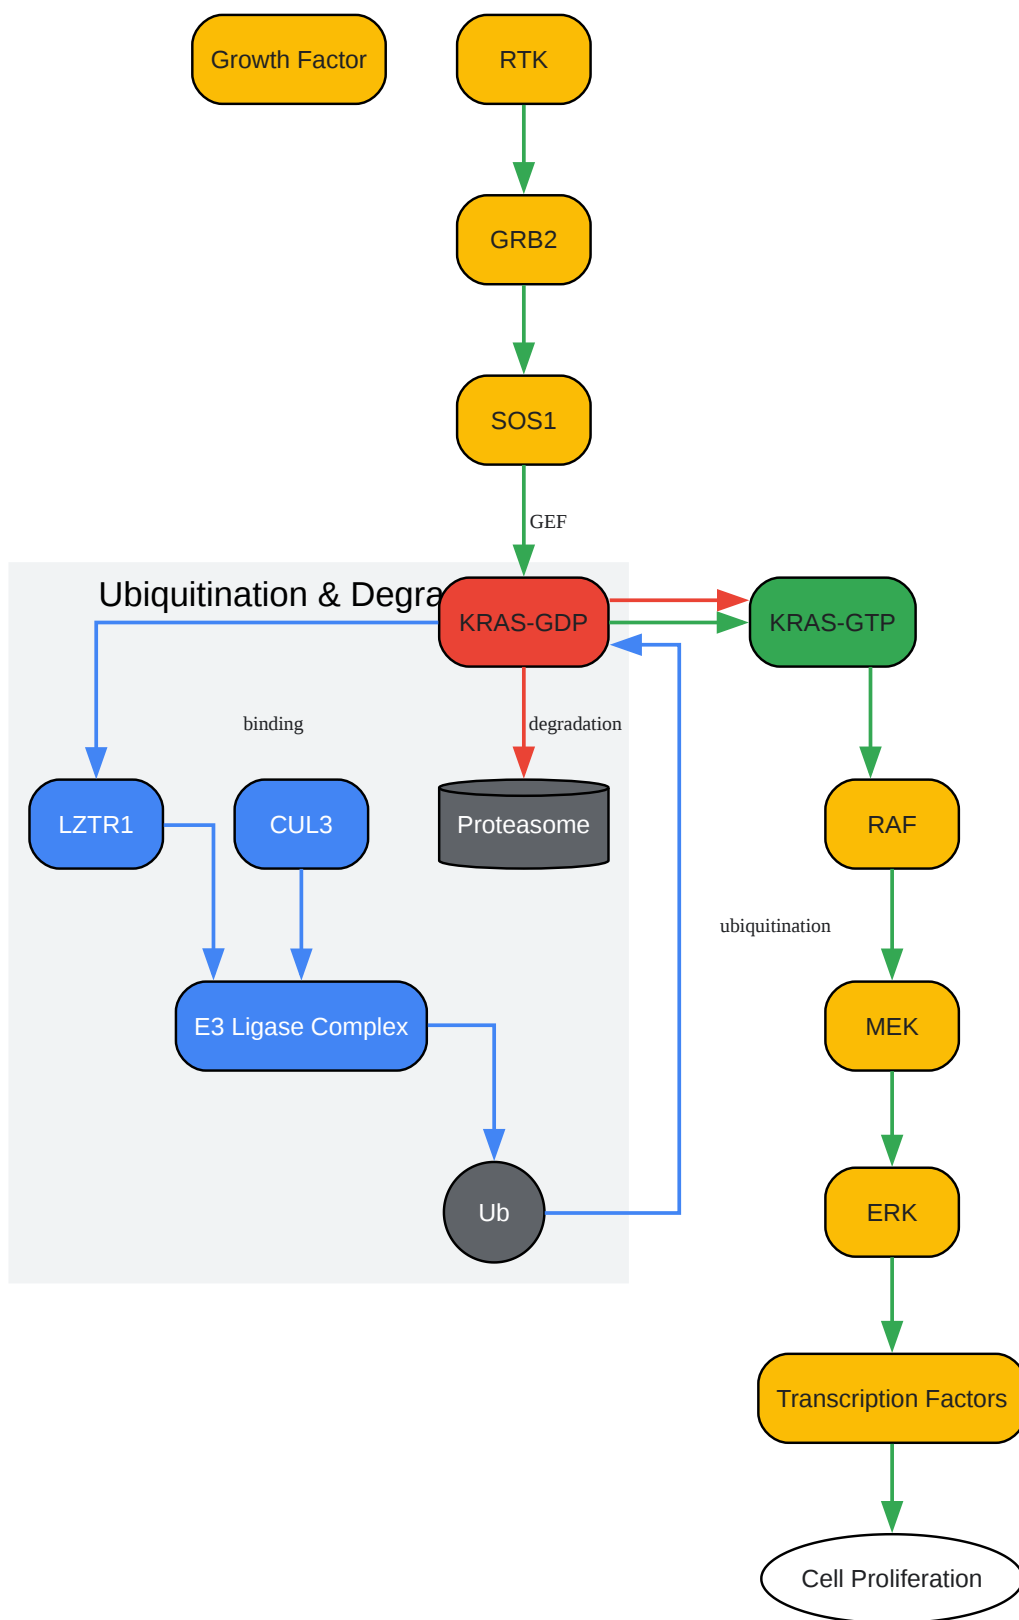 Growth Factor
RTK
GRB2
SOS1
GEF
Ubiquitination & Degra
KRAS-GDP
KRAS-GTP
binding
degradation
LZTR1
CUL3
Proteasome
RAF
ubiquitination
E3 Ligase Complex
MEK
Ub
ERK
Transcription Factors
Cell Proliferation